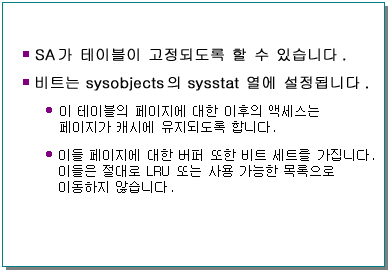 SA가 테이블이 고정되도록 할 수 있습니다.
비트는 sysobjects의 sysstat 열에 설정됩니다.
이 테이블의 페이지에 대한 이후의 액세스는
페이지가 캐시에 유지되도록 합니다.
이들 페이지에 대한 버퍼 또한 비트 세트를 가집니다.
이들은 절대로 LRU 또는 사용 가능한 목록으로
이동하지 않습니다.